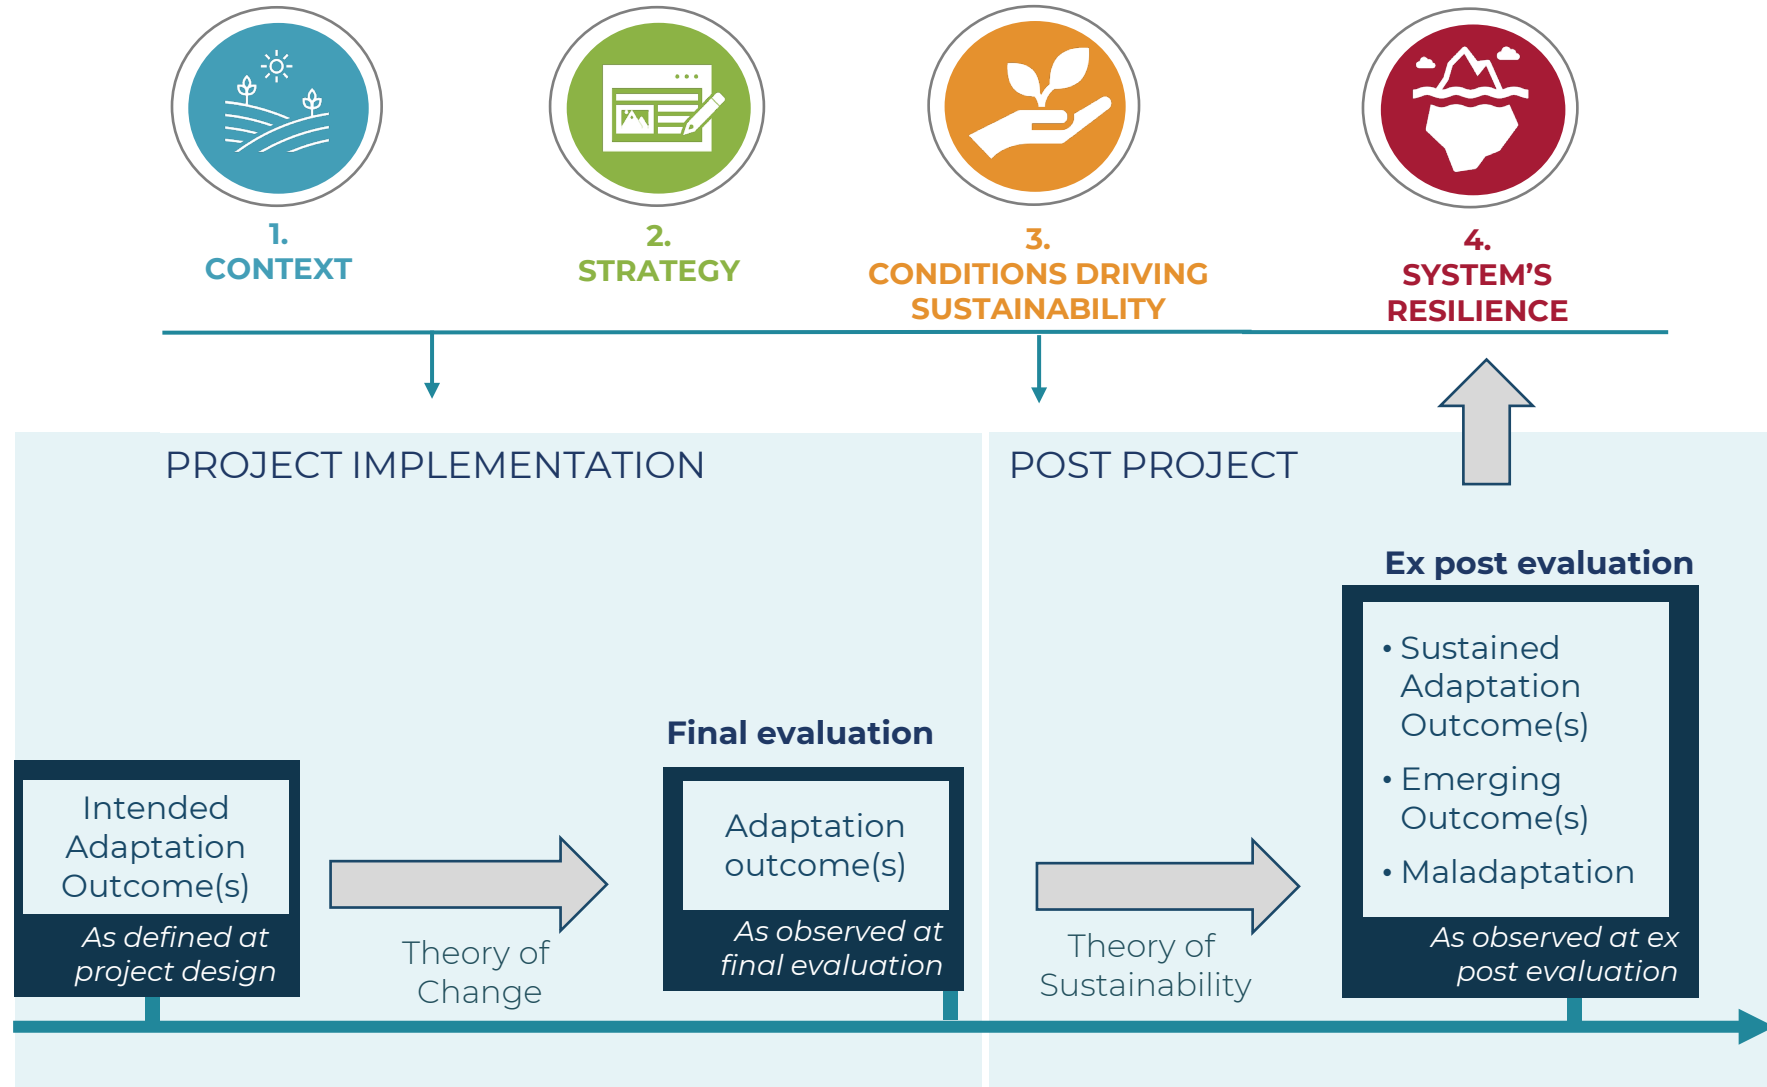 1.
CONTEXT
2.
STRATEGY
3.
CONDITIONS DRIVING
SUSTAINABILITY
4.
SYSTEM’S
RESILIENCE
PROJECT IMPLEMENTATION
POST PROJECT
Intended
Adaptation
Outcome(s)
As defined at
project design
Theory of
Change
Final evaluation
Adaptation
outcome(s)
As observed at
final evaluation
Theory of
Sustainability
Ex post evaluation
• Sustained
Adaptation
Outcome(s)
• Emerging
Outcome(s)
• Maladaptation
As observed at ex
post evaluation